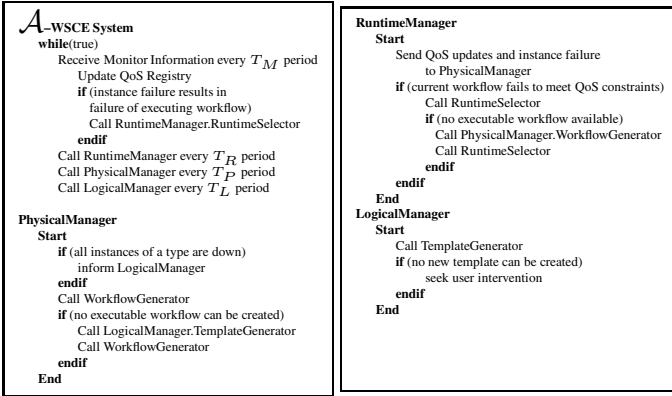 A–WSCE System
while(true)
Receive Monitor Information every T_M period
Update QoS Registry
if (instance failure results in
failure of executing workflow)
Call RuntimeManager.RuntimeSelector
endif
Call RuntimeManager every T_R period
Call PhysicalManager every T_P period
Call LogicalManager every T_L period
PhysicalManager
Start
if (all instances of a type are down)
inform LogicalManager
endif
Call WorkflowGenerator
if (no executable workflow can be created)
Call LogicalManager.TemplateGenerator
Call WorkflowGenerator
endif
End
RuntimeManager
Start
Send QoS updates and instance failure
to PhysicalManager
if (current workflow fails to meet QoS constraints)
Call RuntimeSelector
if (no executable workflow available)
Call PhysicalManager.WorkflowGenerator
Call RuntimeSelector
endif
endif
End
LogicalManager
Start
Call TemplateGenerator
if (no new template can be created)
seek user intervention
endif
End